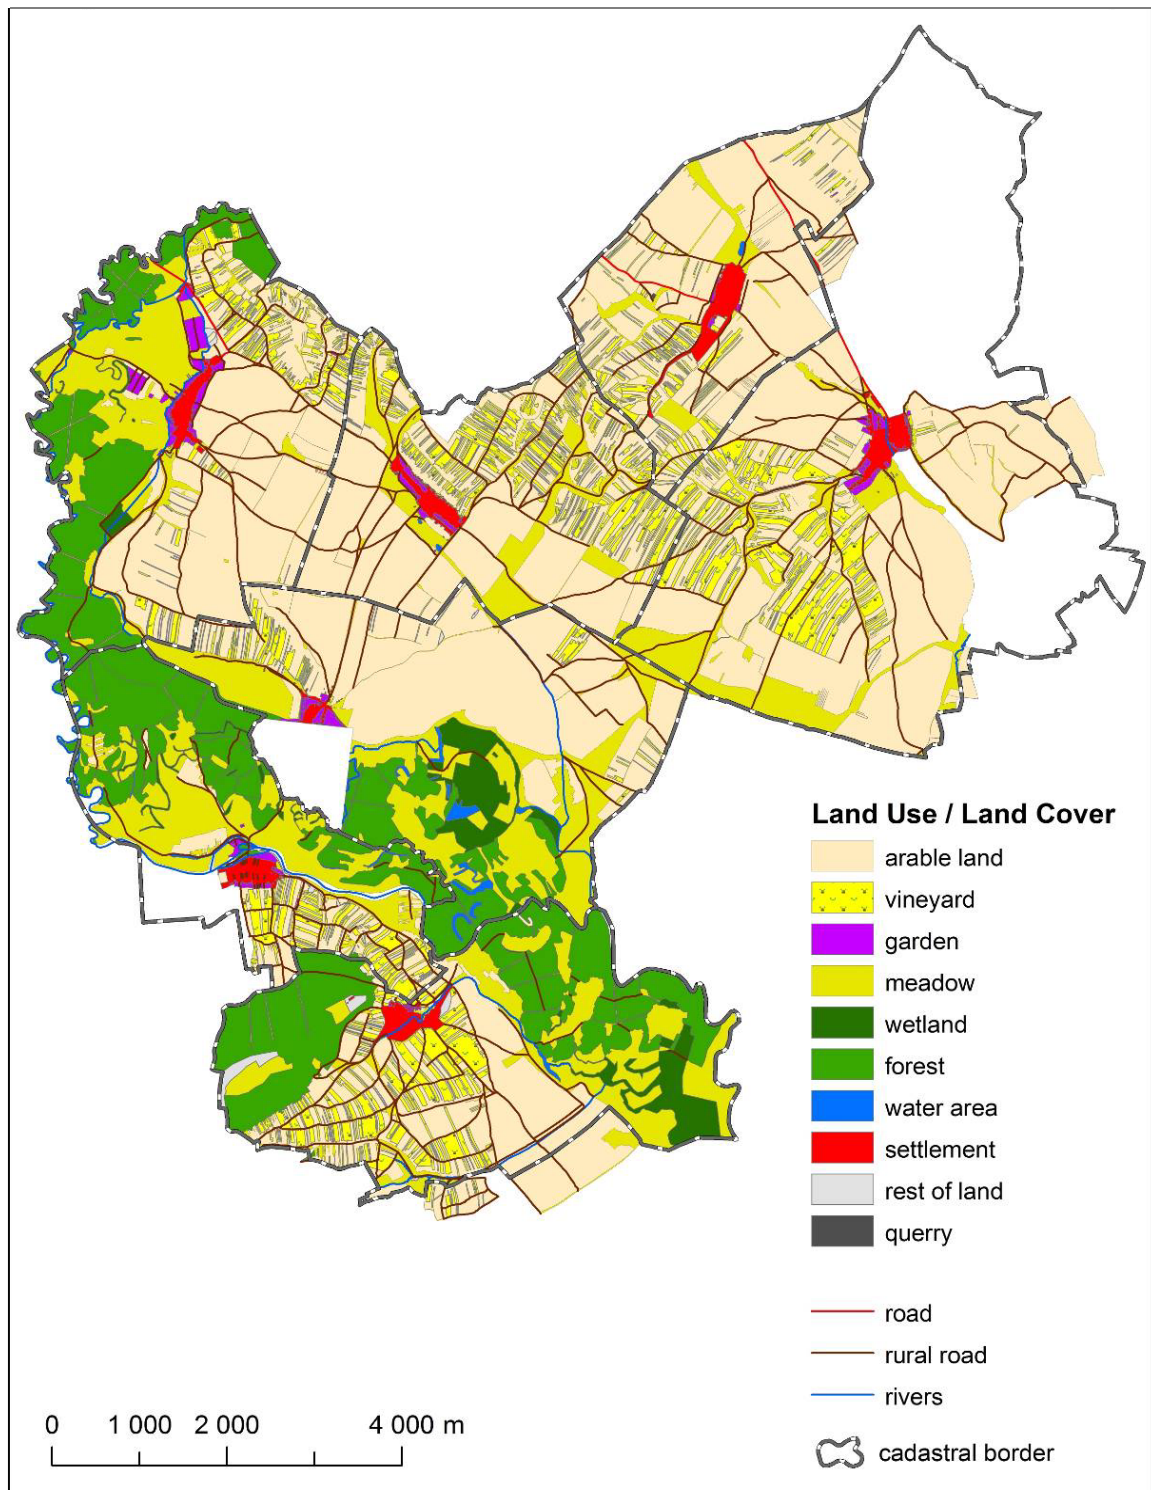 Land Use / Land Cover
arable land
vineyard
garden
meadow
wetland
forest
water area
settlement
rest of land
querry
road
rural road
rivers
cadastral border
0 1 000 2 000 4 000 m